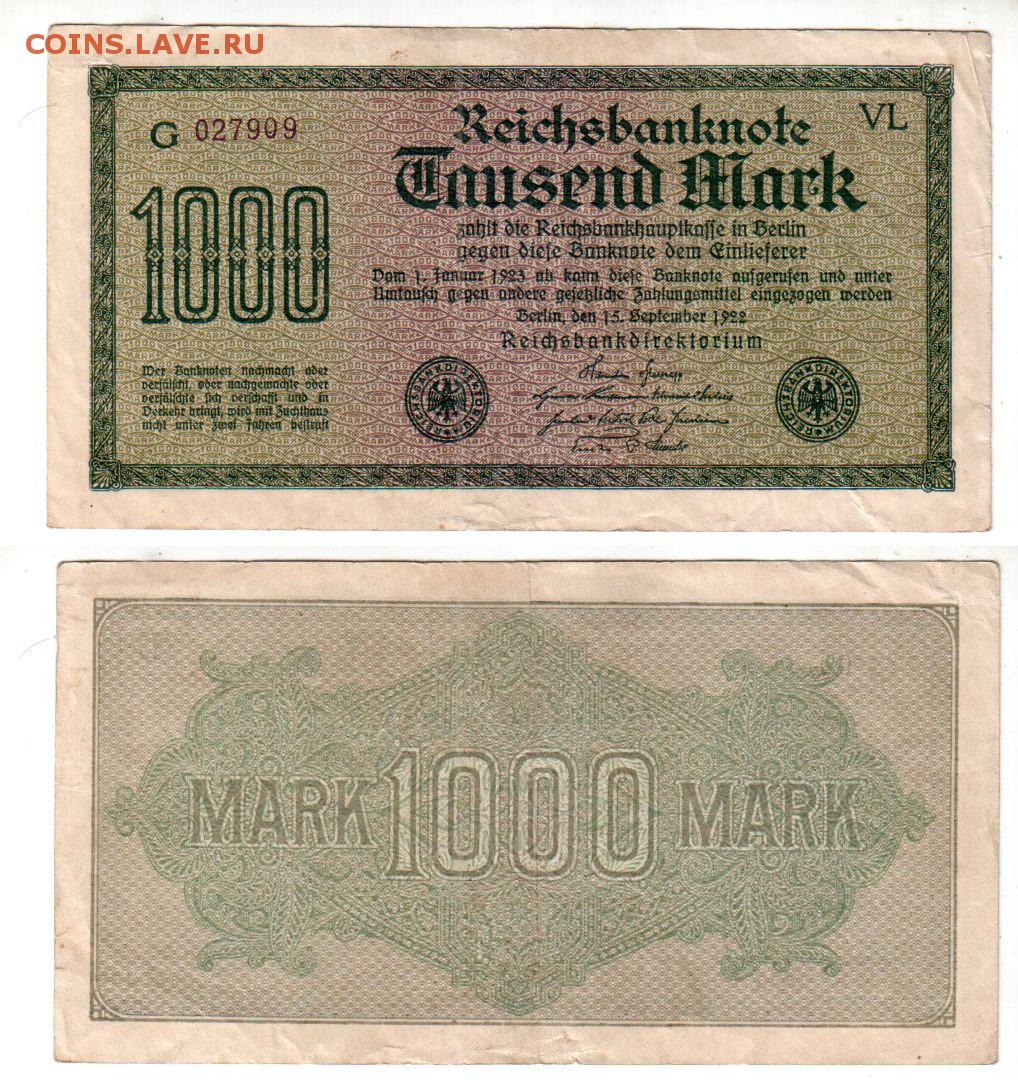 COINS.LAVE.RU
G 027909
VL
Reichsbanknote
Tausend Mark
1000
zahlt die Reichsbankhauptkasse in Berlin
gegen diese Banknote dem Einlieferer
Vom 1. Januar 1923 ab kann diese Banknote aufgerufen und unter
Umtausch gegen andere gesetzliche Zahlungsmittel eingezogen werden
Berlin, den 15. September 1922
Reichsbankdirektorium
Wer Banknoten nachmacht oder
verfälscht, oder nachgemachte oder
verfälschte sich verschafft und in
Verkehr bringt, wird mit Zuchthaus
nicht unter zwei Jahren bestraft
REICHSBANKDIREKTORIUM
REICHSBANKDIREKTORIUM
MARK 1000 MARK